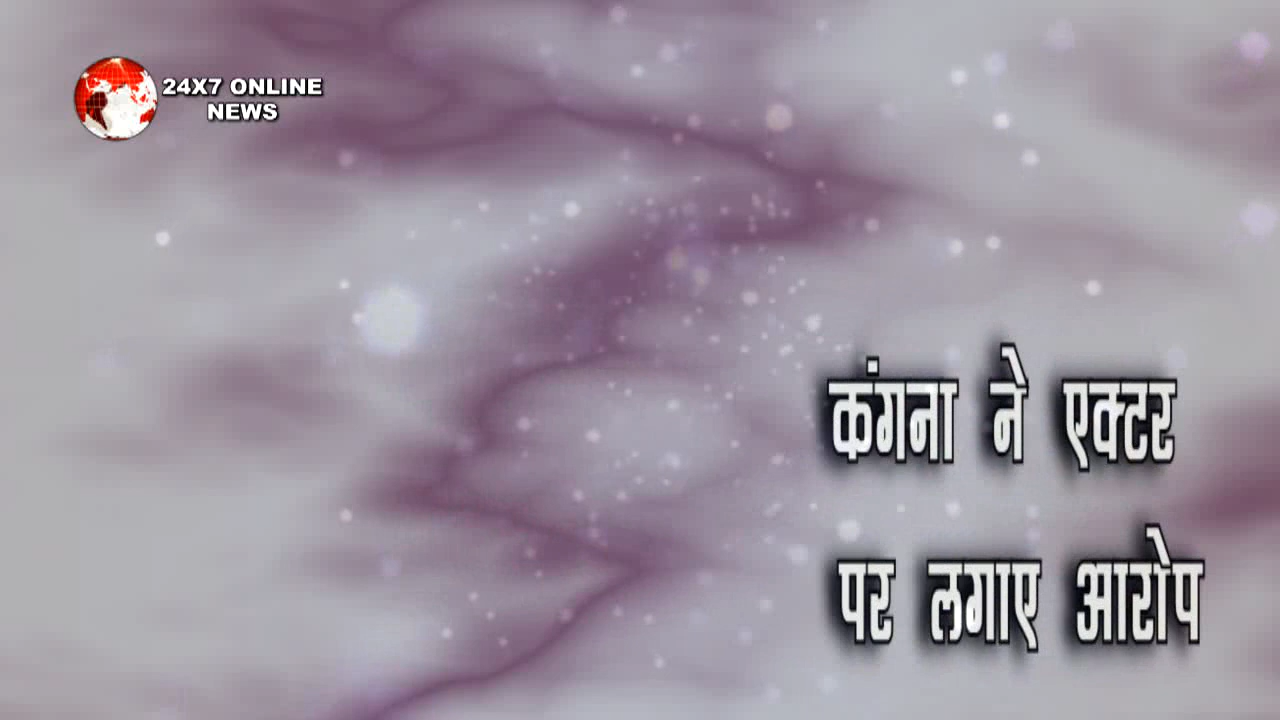 24X7 ONLINE
NEWS
कंगना ने एक्टर
पर लगाए आरोप